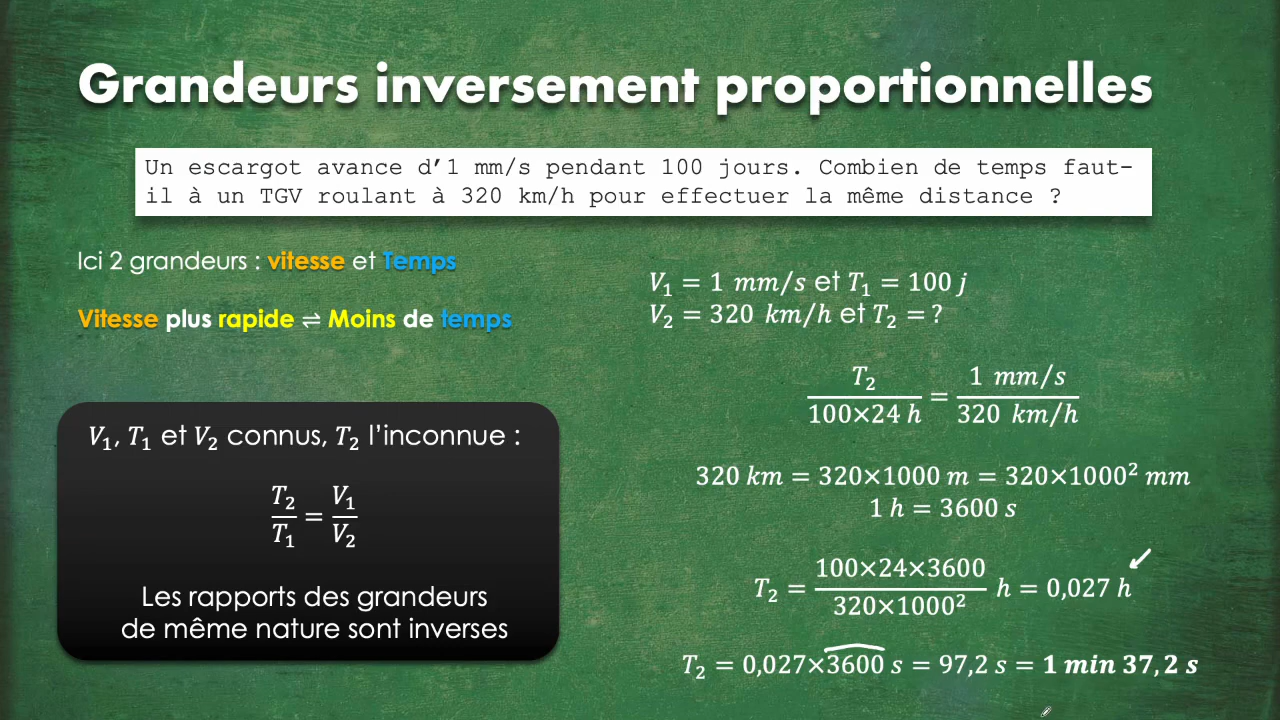 Grandeurs inversement proportionnelles
Un escargot avance d’1 mm/s pendant 100 jours. Combien de temps faut-
il à un TGV roulant à 320 km/h pour effectuer la même distance ?
Ici 2 grandeurs : vitesse et Temps
Vitesse plus rapide ⇌ Moins de temps
V₁, T₁ et V₂ connus, T₂ l’inconnue :
T₂/T₁ = V₁/V₂
Les rapports des grandeurs
de même nature sont inverses
V₁ = 1 mm/s et T₁ = 100 j
V₂ = 320 km/h et T₂ = ?
T₂/(100×24 h) = (1 mm/s)/(320 km/h)
320 km = 320×1000 m = 320×1000² mm
1 h = 3600 s
T₂ = (100×24×3600)/(320×1000²) h = 0,027 h
T₂ = 0,027×3600 s = 97,2 s = 1 min 37,2 s